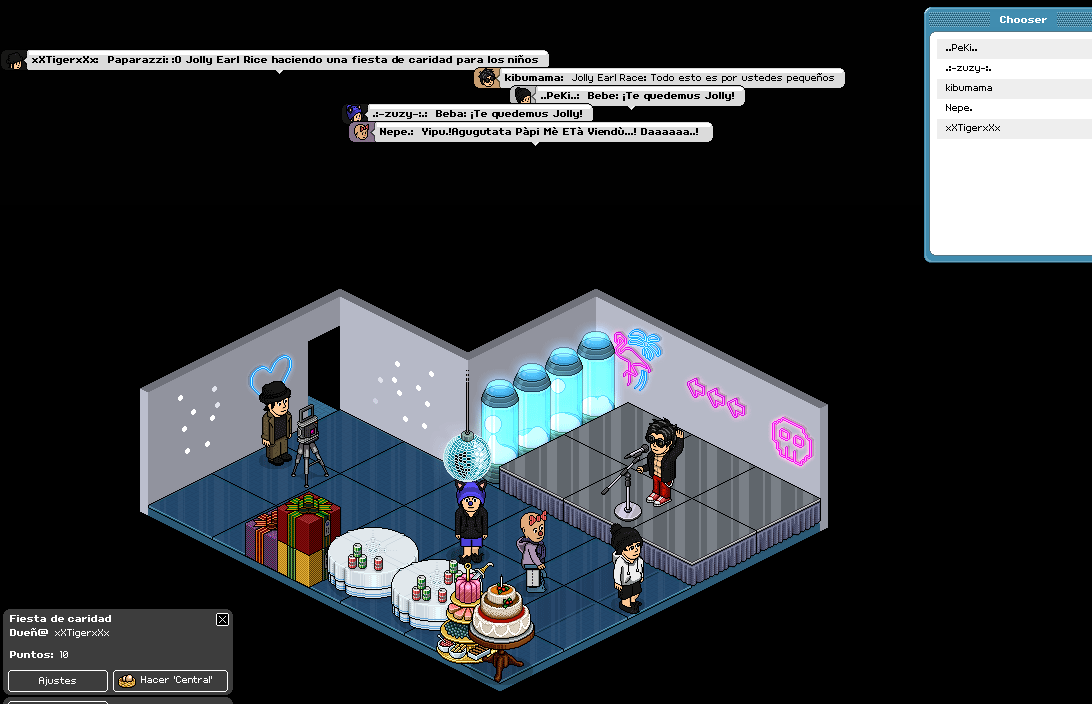 Chooser
..PeKi..
.:-zuzy-:.
kibumama
Nepe.
xXTigerxXx
xXTigerxXx: Paparazzi: :O Jolly Earl Rice haciendo una fiesta de caridad para los niños
kibumama: Jolly Earl Race: Todo esto es por ustedes pequeños
..PeKi..: Bebe: ¡Te quedemus Jolly!
.:-zuzy-:.: Beba: ¡Te quedemus Jolly!
Nepe.: Yipu.!Agugutata Pàpi Mè ETà Viendù...! Daaaaaa..!
Fiesta de caridad
Dueñ@ xXTigerxXx
Puntos: 10
Ajustes
Hacer 'Central'